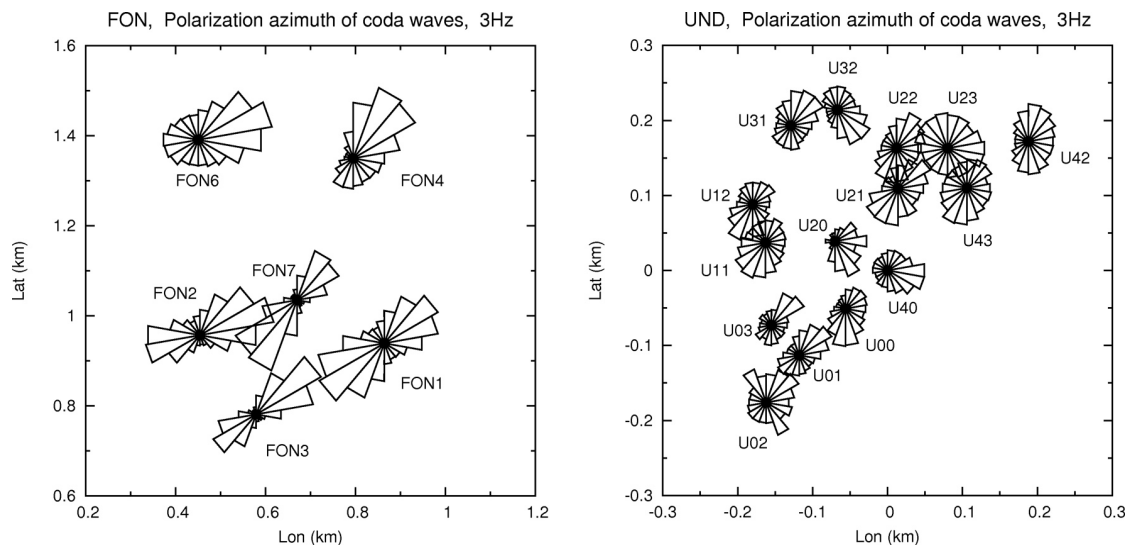 FON, Polarization azimuth of coda waves, 3Hz
1.6
1.4
1.2
1
0.8
0.6
Lat (km)
FON6
FON4
FON7
FON2
FON1
FON3
0.2 0.4 0.6 0.8 1 1.2
Lon (km)
UND, Polarization azimuth of coda waves, 3Hz
0.3
0.2
0.1
0
-0.1
-0.2
-0.3
Lat (km)
U32
U22 U23
U31
U42
U12
U21
U20
U43
U11
U40
U03
U00
U01
U02
-0.3 -0.2 -0.1 0 0.1 0.2 0.3
Lon (km)